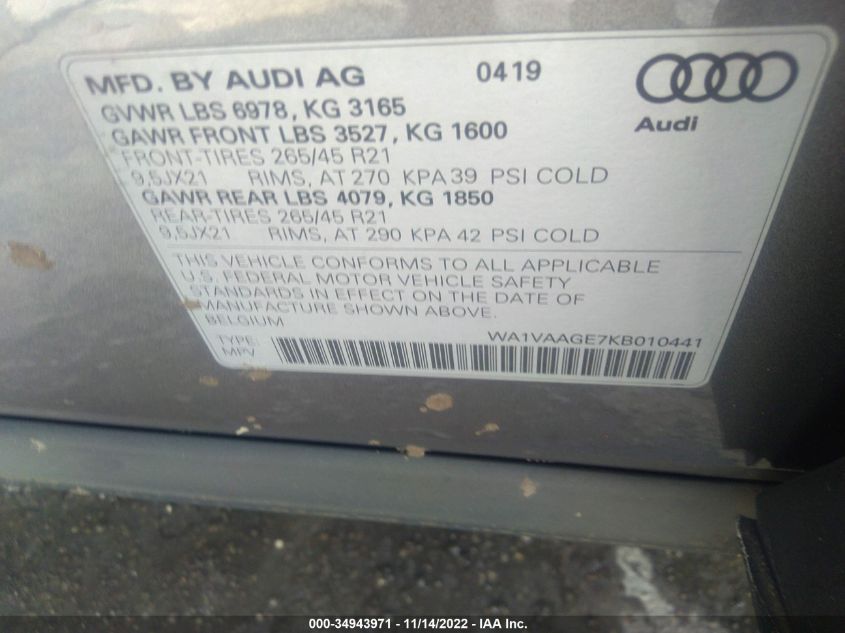 MFD. BY AUDI AG 0419
Audi
GVWR LBS 6978, KG 3165
GAWR FRONT LBS 3527, KG 1600
FRONT-TIRES 265/45 R21
9,5JX21 RIMS, AT 270 KPA 39 PSI COLD
GAWR REAR LBS 4079, KG 1850
REAR-TIRES 265/45 R21
9,5JX21 RIMS, AT 290 KPA 42 PSI COLD
THIS VEHICLE CONFORMS TO ALL APPLICABLE
U.S. FEDERAL MOTOR VEHICLE SAFETY
STANDARDS IN EFFECT ON THE DATE OF
MANUFACTURE SHOWN ABOVE.
BELGIUM
WA1VAAGE7KB010441
TYPE:
MPV
000-34943971 - 11/14/2022 - IAA Inc.